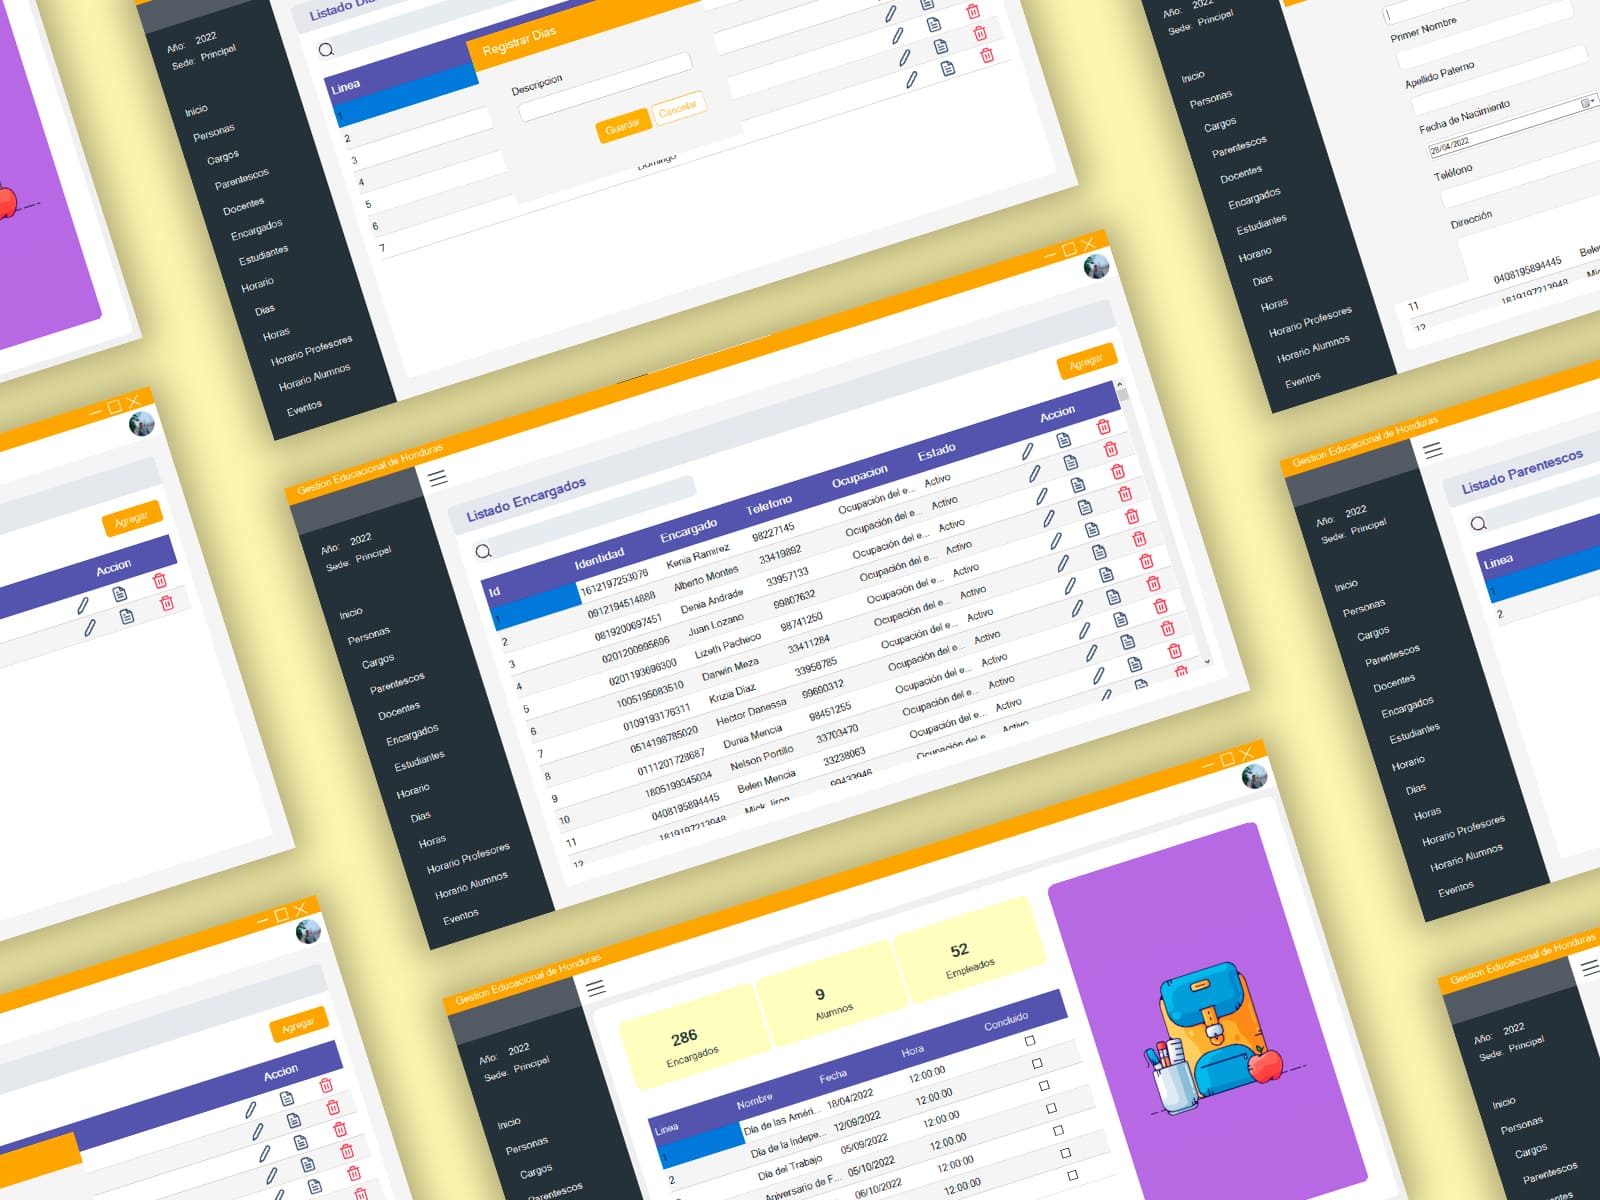 Año: 2022
Sede: Principal
Inicio
Personas
Cargos
Parentescos
Docentes
Encargados
Estudiantes
Horario
Dias
Horas
Horario Profesores
Horario Alumnos
Eventos
Linea
1
2
3
4
5
6
7
Registrar Dias
Descripcion
Guardar
Cancelar
Domingo
Año: 2022
Sede: Principal
Inicio
Personas
Cargos
Parentescos
Docentes
Encargados
Estudiantes
Horario
Dias
Horas
Horario Profesores
Horario Alumnos
Eventos
Primer Nombre
Apellido Paterno
Fecha de Nacimiento
28/04/2022
Teléfono
Dirección
11 0408195894445
12 1819197213948
Agregar
Accion
Gestion Educacional de Honduras
Año: 2022
Sede: Principal
Inicio
Personas
Cargos
Parentescos
Docentes
Encargados
Estudiantes
Horario
Dias
Horas
Horario Profesores
Horario Alumnos
Eventos
Listado Encargados
Agregar
Id Identidad Encargado Telefono Ocupacion Estado Accion
1 1612197253076 Kenia Ramirez 98227145 Ocupación del e... Activo
2 0912194514888 Alberto Montes 33419892 Ocupación del e... Activo
3 0819200697451 Denia Andrade 33957133 Ocupación del e... Activo
4 0201200995696 Juan Lozano 99807632 Ocupación del e... Activo
5 0201193696300 Lizeth Pacheco 98741250 Ocupación del e... Activo
6 1005195083510 Darwin Meza 33411284 Ocupación del e... Activo
7 0109193176311 Krizia Diaz 33956785 Ocupación del e... Activo
8 0514198785020 Hector Danessa 99690312 Ocupación del e... Activo
9 0111201728687 Dunia Mencia 98451255 Ocupación del e... Activo
10 1805199345034 Nelson Portillo 33703470 Ocupación del e... Activo
11 0408195894445 Belen Mencia 33238063 Ocupación del e... Activo
12 1819197213948 Mick Jiron 99433946 Ocupación del e... Activo
Gestion Educacional de Honduras
Año: 2022
Sede: Principal
Inicio
Personas
Cargos
Parentescos
Docentes
Encargados
Estudiantes
Horario
Dias
Horas
Horario Profesores
Horario Alumnos
Eventos
Listado Parentescos
Linea
1
2
Agregar
Accion
Gestion Educacional de Honduras
Año: 2022
Sede: Principal
Inicio
Personas
Cargos
Parentescos
286
Encargados
9
Alumnos
52
Empleados
Linea Nombre Fecha Hora Concluido
1 Día de las Améri... 18/04/2022 12:00:00
2 Dia de la Indepe... 12/09/2022 12:00:00
Dia del Trabajo 05/09/2022 12:00:00
Aniversario de F... 05/10/2022 12:00:00
06/10/2022 12:00:00
12:00:00
Gestion Educacional de Honduras
Año: 2022
Sede: Principal
Inicio
Personas
Cargos
Parentescos